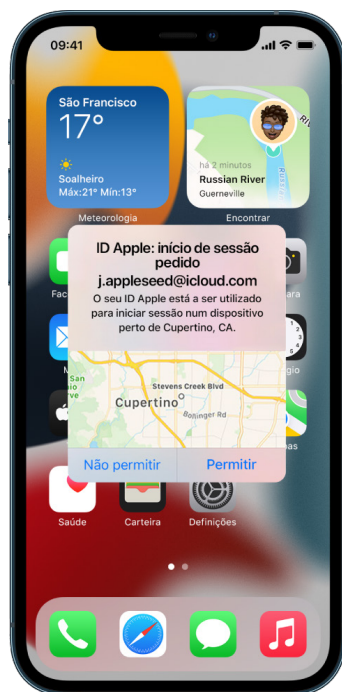 09:41
São Francisco
17°
Soalheiro
Máx:21° Mín:13°
Meteorologia
há 2 minutos
Russian River
Guerneville
Encontrar
ID Apple: início de sessão
pedido
j.appleseed@icloud.com
O seu ID Apple está a ser utilizado
para iniciar sessão num dispositivo
perto de Cupertino, CA.
Stevens Creek Blvd
Cupertino
Bollinger Rd
Não permitir
Permitir
Saúde
Carteira
Definições